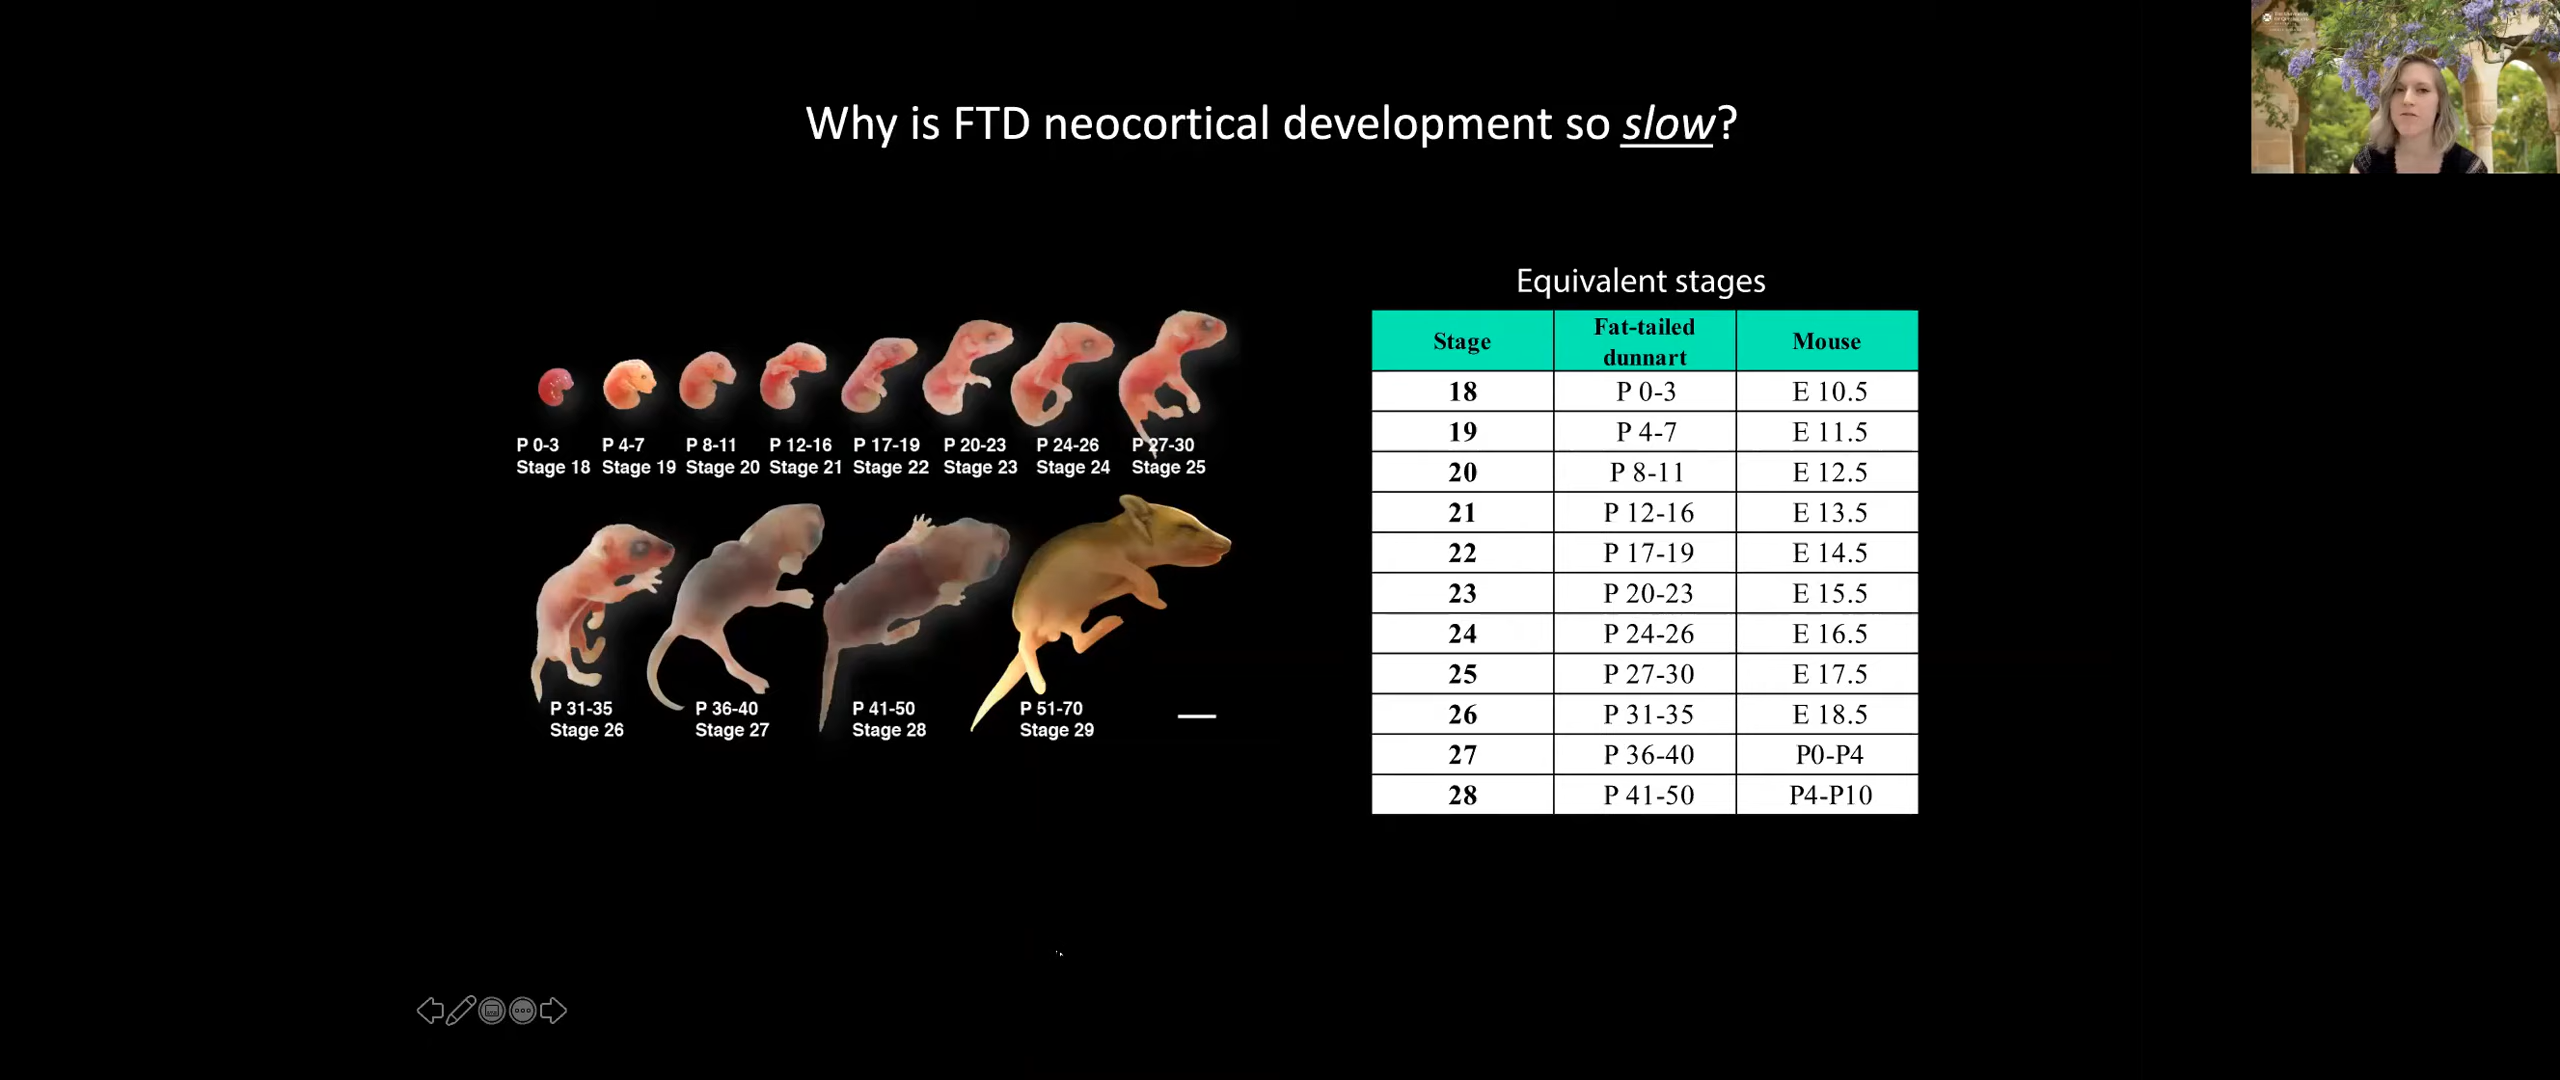 Why is FTD neocortical development so slow?
P 0-3 P 4-7 P 8-11 P 12-16 P 17-19 P 20-23 P 24-26 P 27-30
Stage 18 Stage 19 Stage 20 Stage 21 Stage 22 Stage 23 Stage 24 Stage 25
P 31-35 P 36-40 P 41-50 P 51-70
Stage 26 Stage 27 Stage 28 Stage 29
Equivalent stages
Stage Fat-tailed dunnart Mouse
18 P 0-3 E 10.5
19 P 4-7 E 11.5
20 P 8-11 E 12.5
21 P 12-16 E 13.5
22 P 17-19 E 14.5
23 P 20-23 E 15.5
24 P 24-26 E 16.5
25 P 27-30 E 17.5
26 P 31-35 E 18.5
27 P 36-40 P0-P4
28 P 41-50 P4-P10